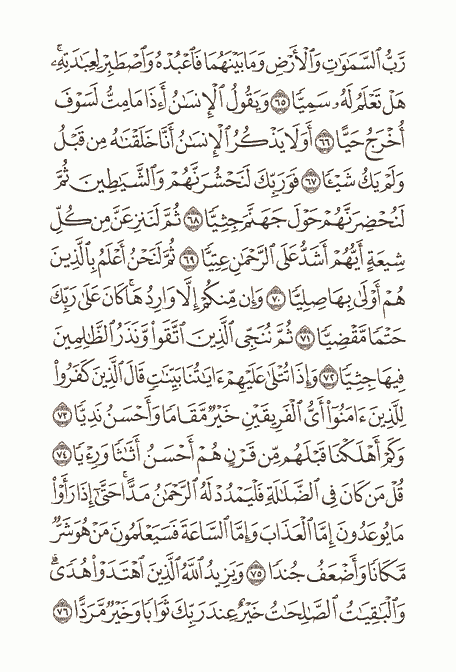 رَّبُّ ٱلسَّمَٰوَٰتِ وَٱلْأَرْضِ وَمَا بَيْنَهُمَا فَٱعْبُدْهُ وَٱصْطَبِرْ لِعِبَٰدَتِهِۦۚ
هَلْ تَعْلَمُ لَهُۥ سَمِيًّا ٦٥ وَيَقُولُ ٱلْإِنسَٰنُ أَءِذَا مَا مِتُّ لَسَوْفَ
أُخْرَجُ حَيًّا ٦٦ أَوَلَا يَذْكُرُ ٱلْإِنسَٰنُ أَنَّا خَلَقْنَٰهُ مِن قَبْلُ
وَلَمْ يَكُ شَيْـًٔا ٦٧ فَوَرَبِّكَ لَنَحْشُرَنَّهُمْ وَٱلشَّيَٰطِينَ ثُمَّ
لَنُحْضِرَنَّهُمْ حَوْلَ جَهَنَّمَ جِثِيًّا ٦٨ ثُمَّ لَنَنزِعَنَّ مِن كُلِّ
شِيعَةٍ أَيُّهُمْ أَشَدُّ عَلَى ٱلرَّحْمَٰنِ عِتِيًّا ٦٩ ثُمَّ لَنَحْنُ أَعْلَمُ بِٱلَّذِينَ
هُمْ أَوْلَىٰ بِهَا صِلِيًّا ٧٠ وَإِن مِّنكُمْ إِلَّا وَارِدُهَاۚ كَانَ عَلَىٰ رَبِّكَ
حَتْمًا مَّقْضِيًّا ٧١ ثُمَّ نُنَجِّى ٱلَّذِينَ ٱتَّقَوا۟ وَّنَذَرُ ٱلظَّٰلِمِينَ
فِيهَا جِثِيًّا ٧٢ وَإِذَا تُتْلَىٰ عَلَيْهِمْ ءَايَٰتُنَا بَيِّنَٰتٍ قَالَ ٱلَّذِينَ كَفَرُوا۟
لِلَّذِينَ ءَامَنُوٓا۟ أَىُّ ٱلْفَرِيقَيْنِ خَيْرٌ مَّقَامًا وَأَحْسَنُ نَدِيًّا ٧٣
وَكَمْ أَهْلَكْنَا قَبْلَهُم مِّن قَرْنٍ هُمْ أَحْسَنُ أَثَٰثًا وَرِءْيًا ٧٤
قُلْ مَن كَانَ فِى ٱلضَّلَٰلَةِ فَلْيَمْدُدْ لَهُ ٱلرَّحْمَٰنُ مَدًّاۚ حَتَّىٰٓ إِذَا رَأَوْا۟
مَا يُوعَدُونَ إِمَّا ٱلْعَذَابَ وَإِمَّا ٱلسَّاعَةَ فَسَيَعْلَمُونَ مَنْ هُوَ شَرٌّ
مَّكَانًا وَأَضْعَفُ جُندًا ٧٥ وَيَزِيدُ ٱللَّهُ ٱلَّذِينَ ٱهْتَدَوْا۟ هُدًىۗ
وَٱلْبَٰقِيَٰتُ ٱلصَّٰلِحَٰتُ خَيْرٌ عِندَ رَبِّكَ ثَوَابًا وَخَيْرٌ مَّرَدًّا ٧٦